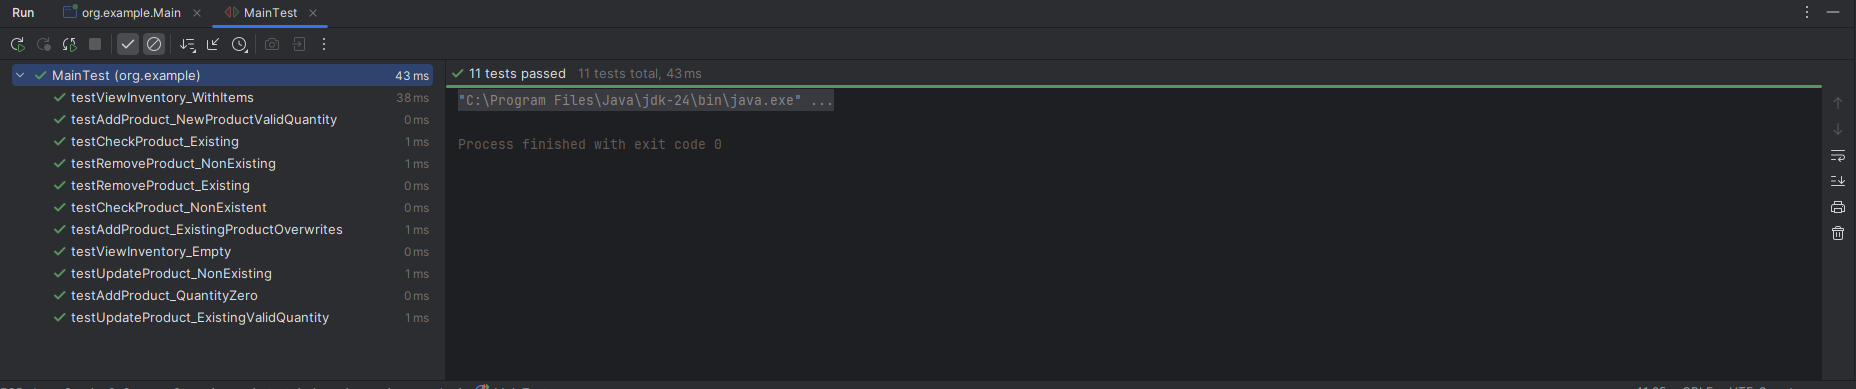 Run org.example.Main MainTest
MainTest (org.example) 43 ms
testViewInventory_WithItems 38 ms
testAddProduct_NewProductValidQuantity 0 ms
testCheckProduct_Existing 1 ms
testRemoveProduct_NonExisting 1 ms
testRemoveProduct_Existing 0 ms
testCheckProduct_NonExistent 0 ms
testAddProduct_ExistingProductOverwrites 1 ms
testViewInventory_Empty 0 ms
testUpdateProduct_NonExisting 1 ms
testAddProduct_QuantityZero 0 ms
testUpdateProduct_ExistingValidQuantity 1 ms
11 tests passed 11 tests total, 43 ms
"C:\Program Files\Java\jdk-24\bin\java.exe" ...
Process finished with exit code 0